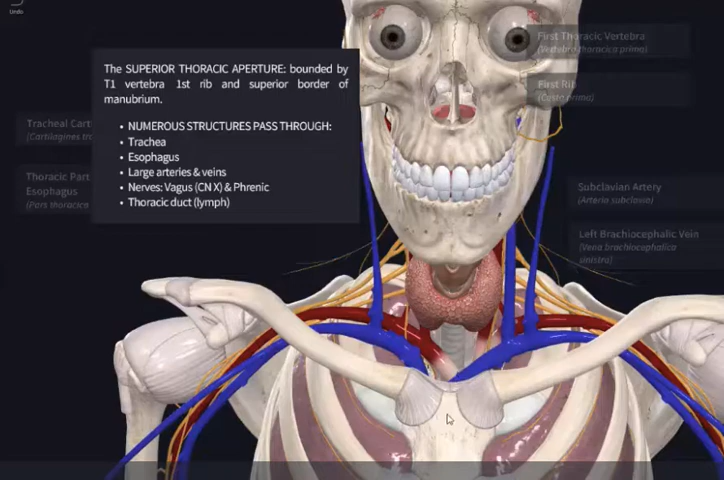 Undo
First Thoracic Vertebra
(Vertebra thoracica prima)
The SUPERIOR THORACIC APERTURE: bounded by
T1 vertebra 1st rib and superior border of
manubrium.
First Rib
(Costa prima)
• NUMEROUS STRUCTURES PASS THROUGH:
• Trachea
• Esophagus
• Large arteries & veins
• Nerves: Vagus (CN X) & Phrenic
• Thoracic duct (lymph)
Tracheal Cart
(Cartilagines tra
Thoracic Part
Esophagus
(Pars thoracica
Subclavian Artery
(Arteria subclavia)
Left Brachiocephalic Vein
(Vena brachiocephalica
sinistra)